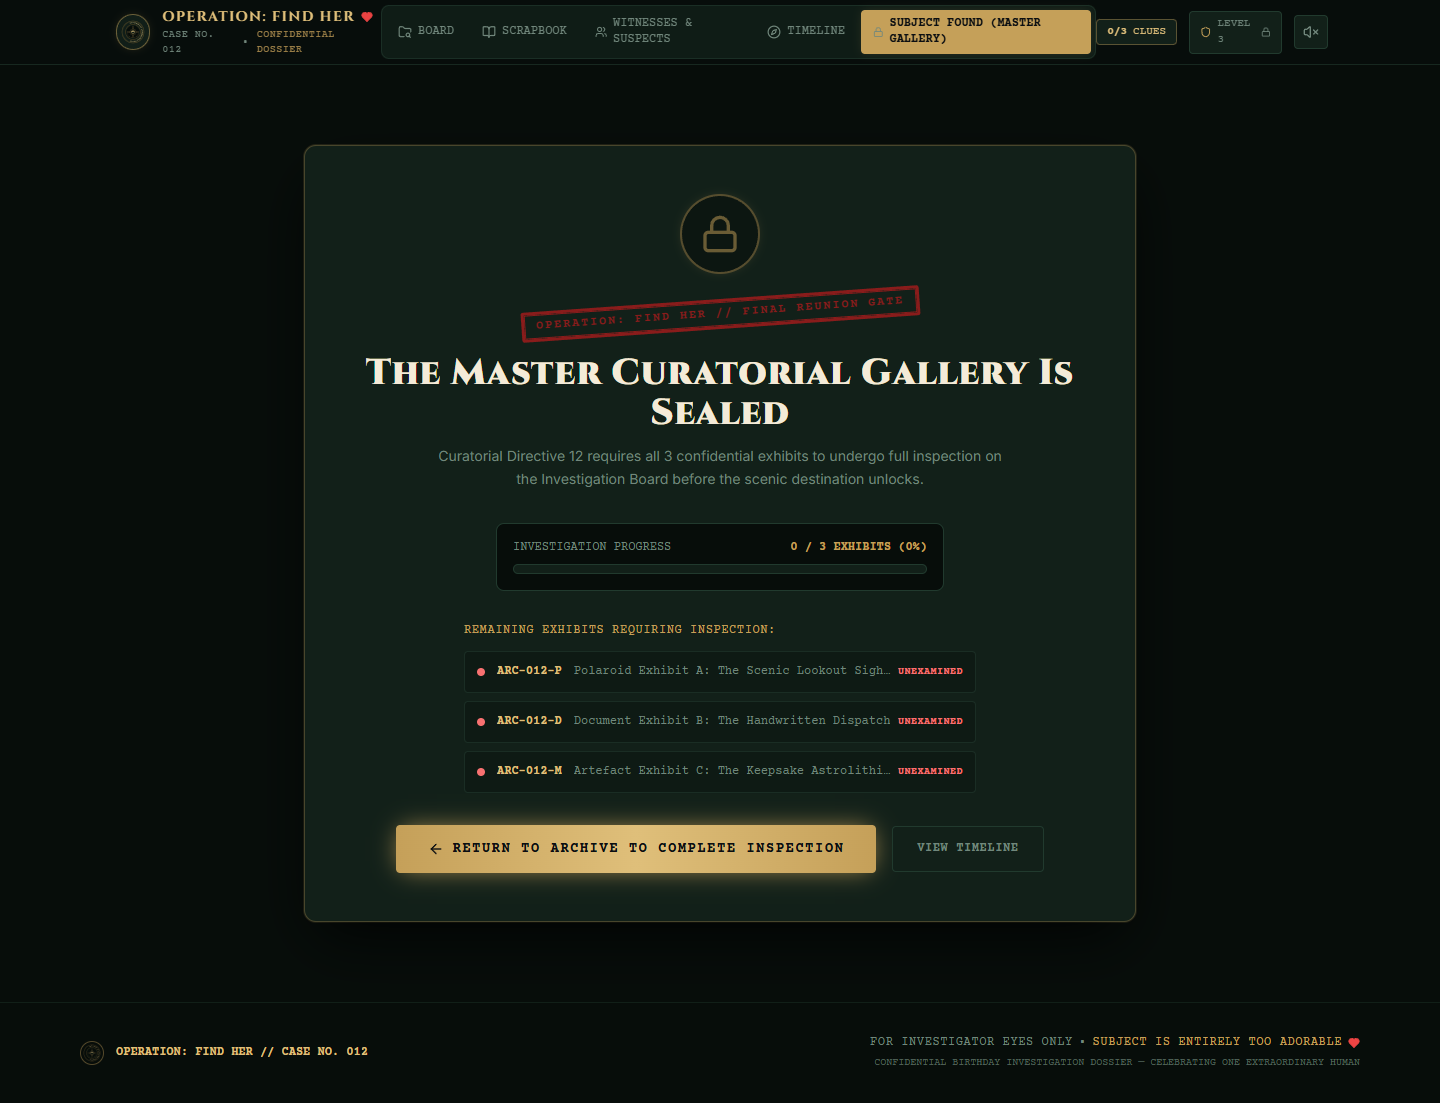 OPERATION: FIND HER
CASE NO. 012 • CONFIDENTIAL DOSSIER
BOARD
SCRAPBOOK
WITNESSES & SUSPECTS
TIMELINE
SUBJECT FOUND (MASTER GALLERY)
0/3 CLUES
LEVEL 3
OPERATION: FIND HER // FINAL REUNION GATE
The Master Curatorial Gallery Is
Sealed
Curatorial Directive 12 requires all 3 confidential exhibits to undergo full inspection on
the Investigation Board before the scenic destination unlocks.
INVESTIGATION PROGRESS 0 / 3 EXHIBITS (0%)
REMAINING EXHIBITS REQUIRING INSPECTION:
ARC-012-P Polaroid Exhibit A: The Scenic Lookout Sigh… UNEXAMINED
ARC-012-D Document Exhibit B: The Handwritten Dispatch UNEXAMINED
ARC-012-M Artefact Exhibit C: The Keepsake Astrolithi… UNEXAMINED
RETURN TO ARCHIVE TO COMPLETE INSPECTION
VIEW TIMELINE
OPERATION: FIND HER // CASE NO. 012
FOR INVESTIGATOR EYES ONLY • SUBJECT IS ENTIRELY TOO ADORABLE
CONFIDENTIAL BIRTHDAY INVESTIGATION DOSSIER — CELEBRATING ONE EXTRAORDINARY HUMAN